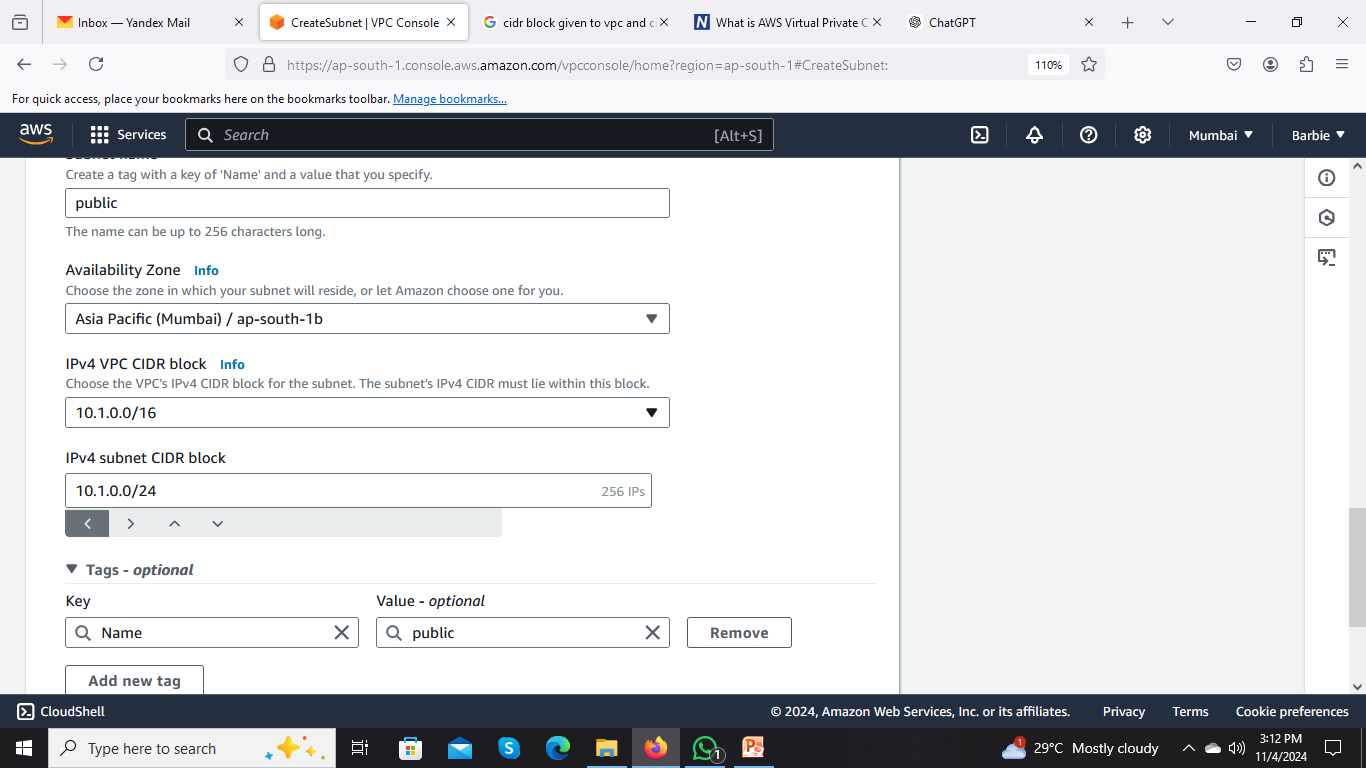 Inbox — Yandex Mail
CreateSubnet | VPC Console
cidr block given to vpc and c
What is AWS Virtual Private C
ChatGPT
https://ap-south-1.console.aws.amazon.com/vpcconsole/home?region=ap-south-1#CreateSubnet:
110%
For quick access, place your bookmarks here on the bookmarks toolbar. Manage bookmarks...
aws
Services
Search
[Alt+S]
Mumbai
Barbie
Subnet name
Create a tag with a key of 'Name' and a value that you specify.
public
The name can be up to 256 characters long.
Availability Zone Info
Choose the zone in which your subnet will reside, or let Amazon choose one for you.
Asia Pacific (Mumbai) / ap-south-1b
IPv4 VPC CIDR block Info
Choose the VPC's IPv4 CIDR block for the subnet. The subnet's IPv4 CIDR must lie within this block.
10.1.0.0/16
IPv4 subnet CIDR block
10.1.0.0/24
256 IPs
Tags - optional
Key
Value - optional
Name
public
Remove
Add new tag
CloudShell
© 2024, Amazon Web Services, Inc. or its affiliates.
Privacy
Terms
Cookie preferences
Type here to search
1
1
29°C Mostly cloudy
3:12 PM
11/4/2024